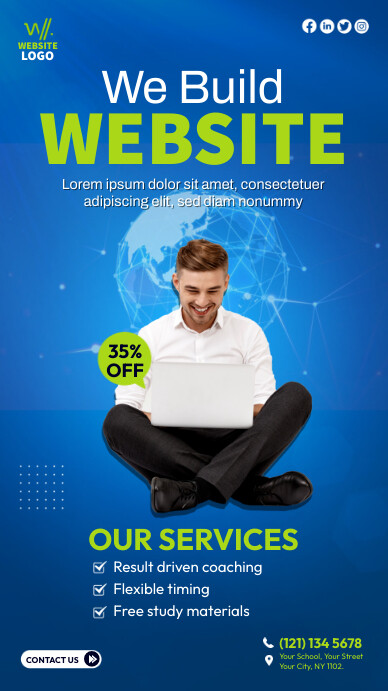 WEBSITE
LOGO
We Build
WEBSITE
Lorem ipsum dolor sit amet, consectetuer
adipiscing elit, sed diam nonummy
35%
OFF
OUR SERVICES
Result driven coaching
Flexible timing
Free study materials
CONTACT US
(121) 134 5678
Your School, Your Street
Your City, NY 1102.